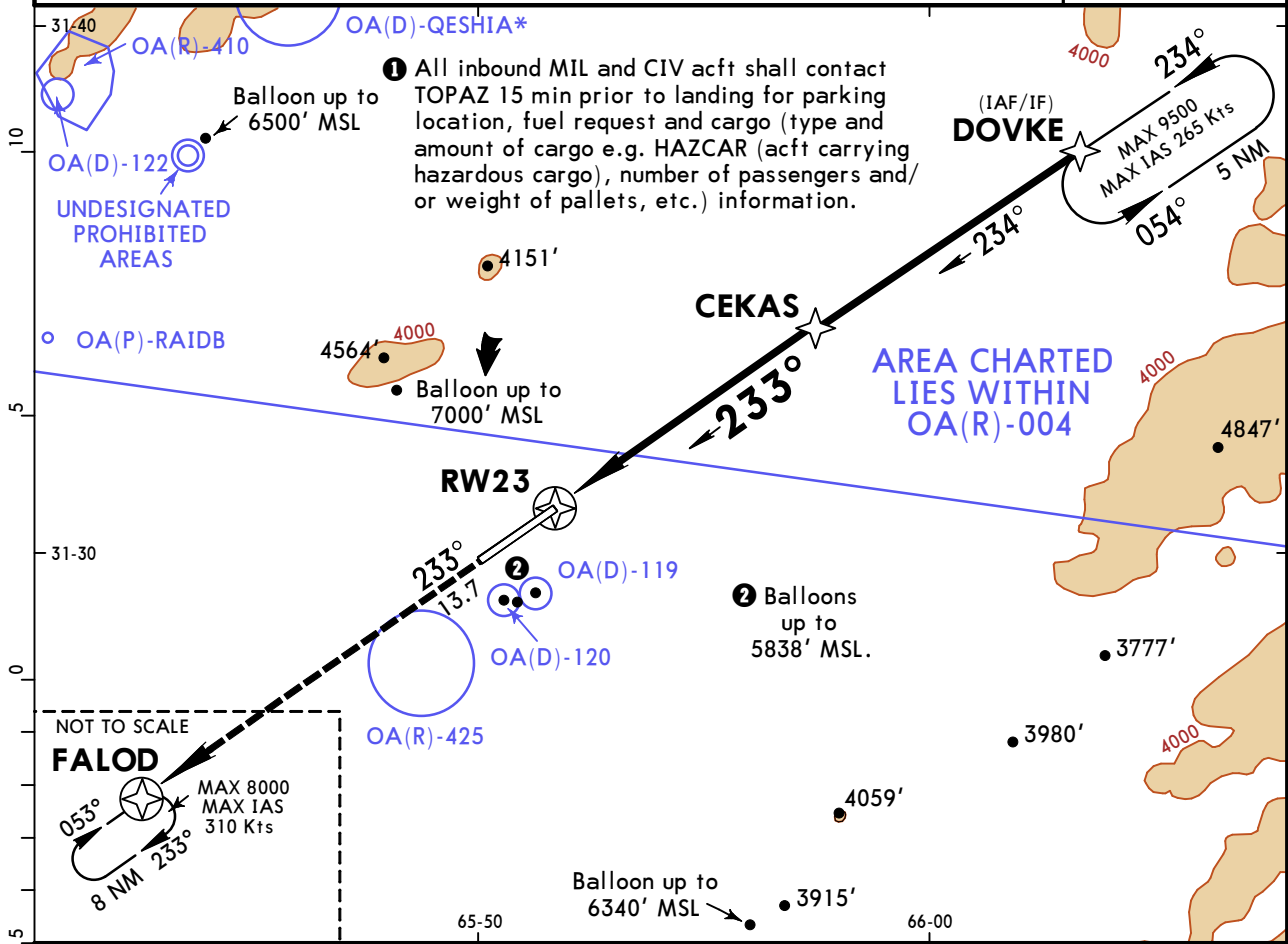 31-40
OA(R)-410
OA(D)-QESHIA*
❶ All inbound MIL and CIV acft shall contact
TOPAZ 15 min prior to landing for parking
location, fuel request and cargo (type and
amount of cargo e.g. HAZCAR (acft carrying
hazardous cargo), number of passengers and/
or weight of pallets, etc.) information.
4000
234°
(IAF/IF)
DOVKE
MAX 9500
MAX IAS 265 Kts
5 NM
054°
234°
Balloon up to
6500' MSL
10
OA(D)-122
UNDESIGNATED
PROHIBITED
AREAS
4151'
CEKAS
OA(P)-RAIDB
4564'
4000
Balloon up to
7000' MSL
233°
AREA CHARTED
LIES WITHIN
OA(R)-004
4000
4847'
5
RW23
31-30
233°
13.7
❷
OA(D)-119
OA(D)-120
❷ Balloons
up to
5838' MSL.
3777'
0
OA(R)-425
NOT TO SCALE
FALOD
MAX 8000
MAX IAS
310 Kts
053°
233°
8 NM
3980'
4000
4059'
Balloon up to
6340' MSL
3915'
5
65-50
66-00